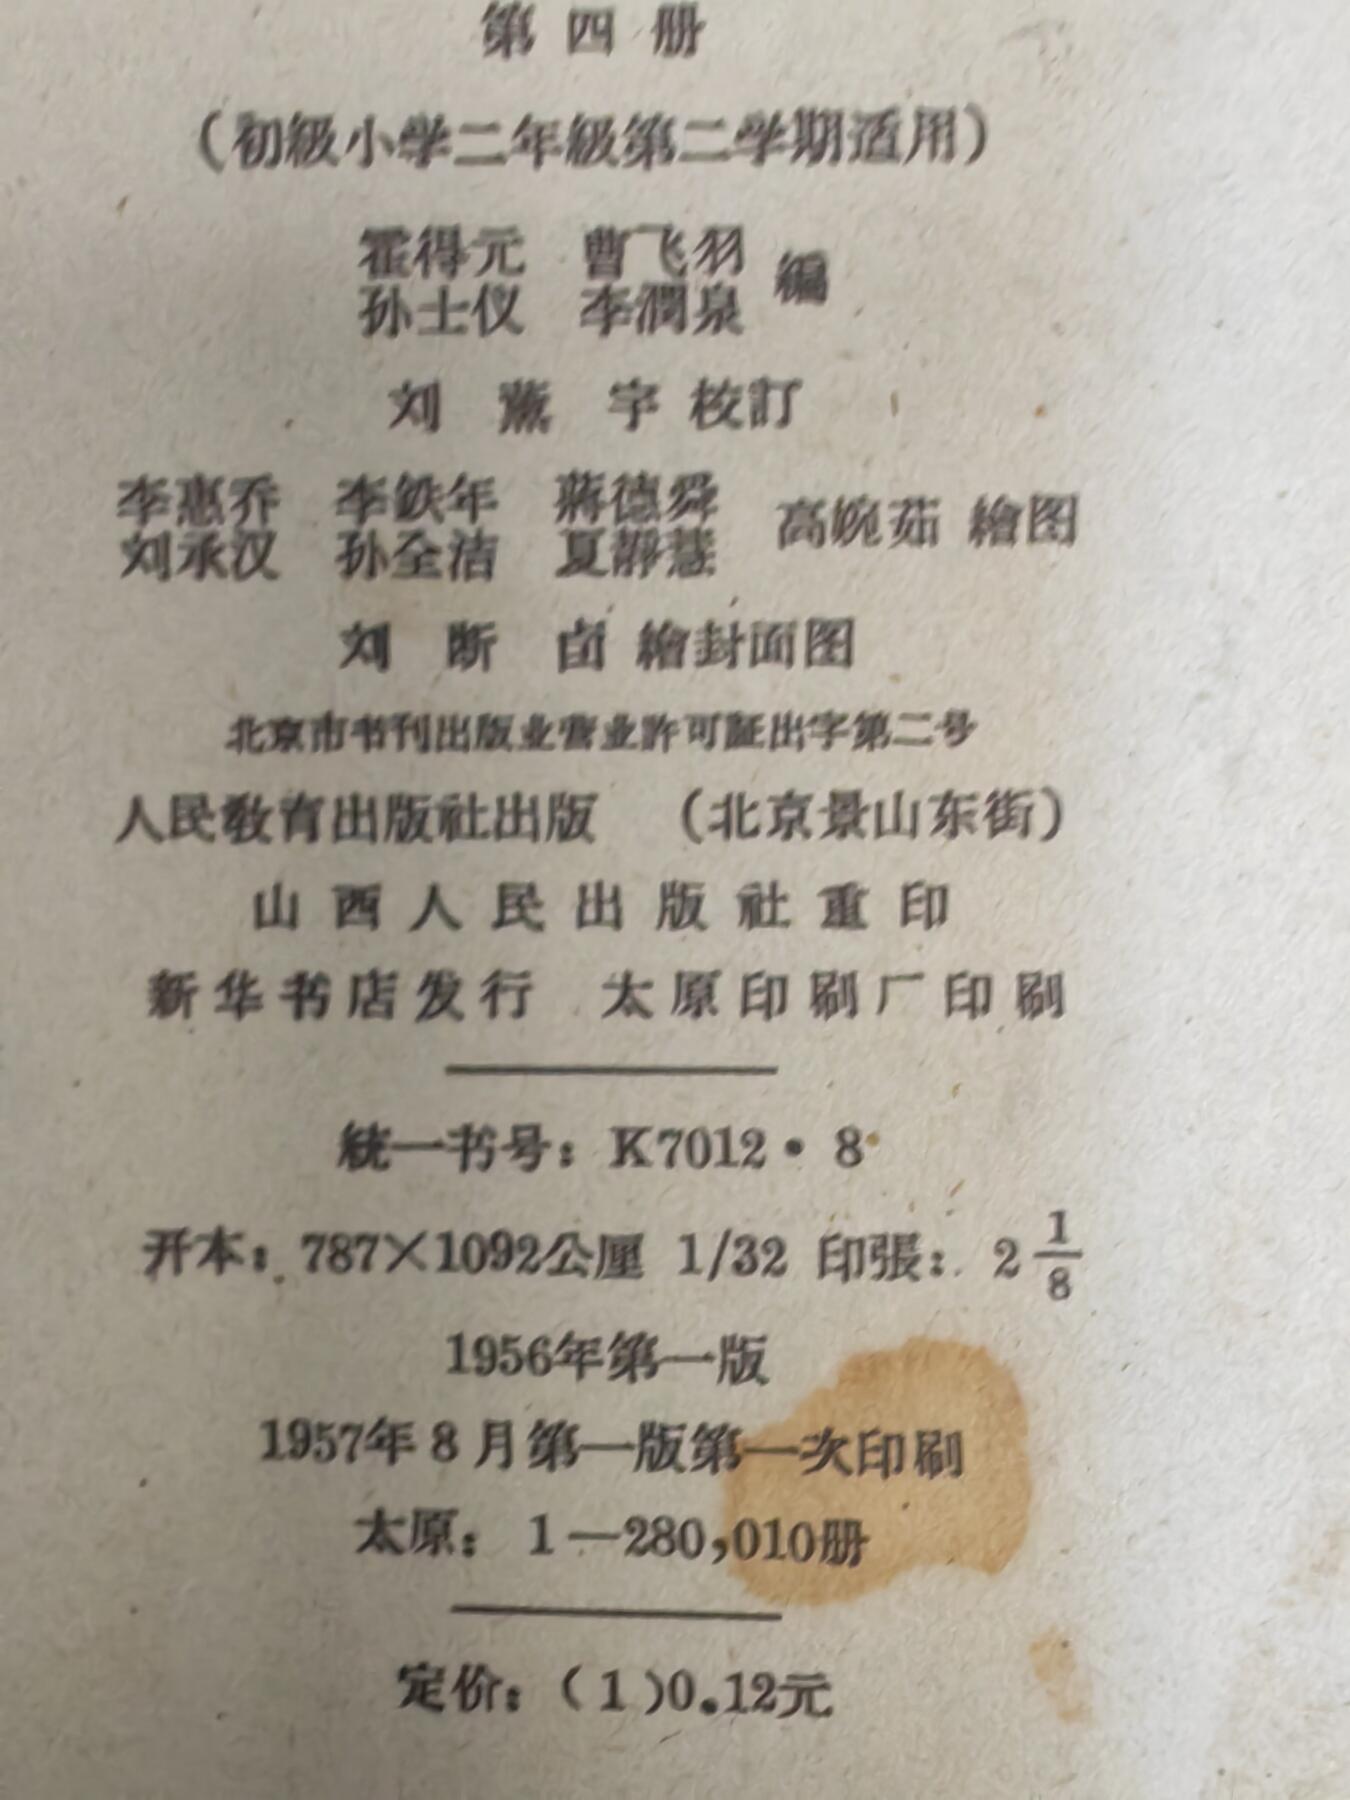 第四册
（初級小学二年級第二学期适用）
霍得元 曹飞羽
孙士仪 李潤泉 編
刘薰宇校訂
李惠乔 李鉄年 蔣德舜
刘承汉 孙全洁 夏靜慧 高婉茹 繪图
刘断卣 繪封面图
北京市书刊出版业营业許可証出字第二号
人民教育出版社出版 （北京景山东街）
山西人民出版社重印
新华书店发行 太原印刷厂印刷
統一书号：K7012·8
开本：787×1092公厘 1/32 印張：2 1/8
1956年第一版
1957年8月第一版第一次印刷
太原：1—280,010册
定价：（1）0.12元